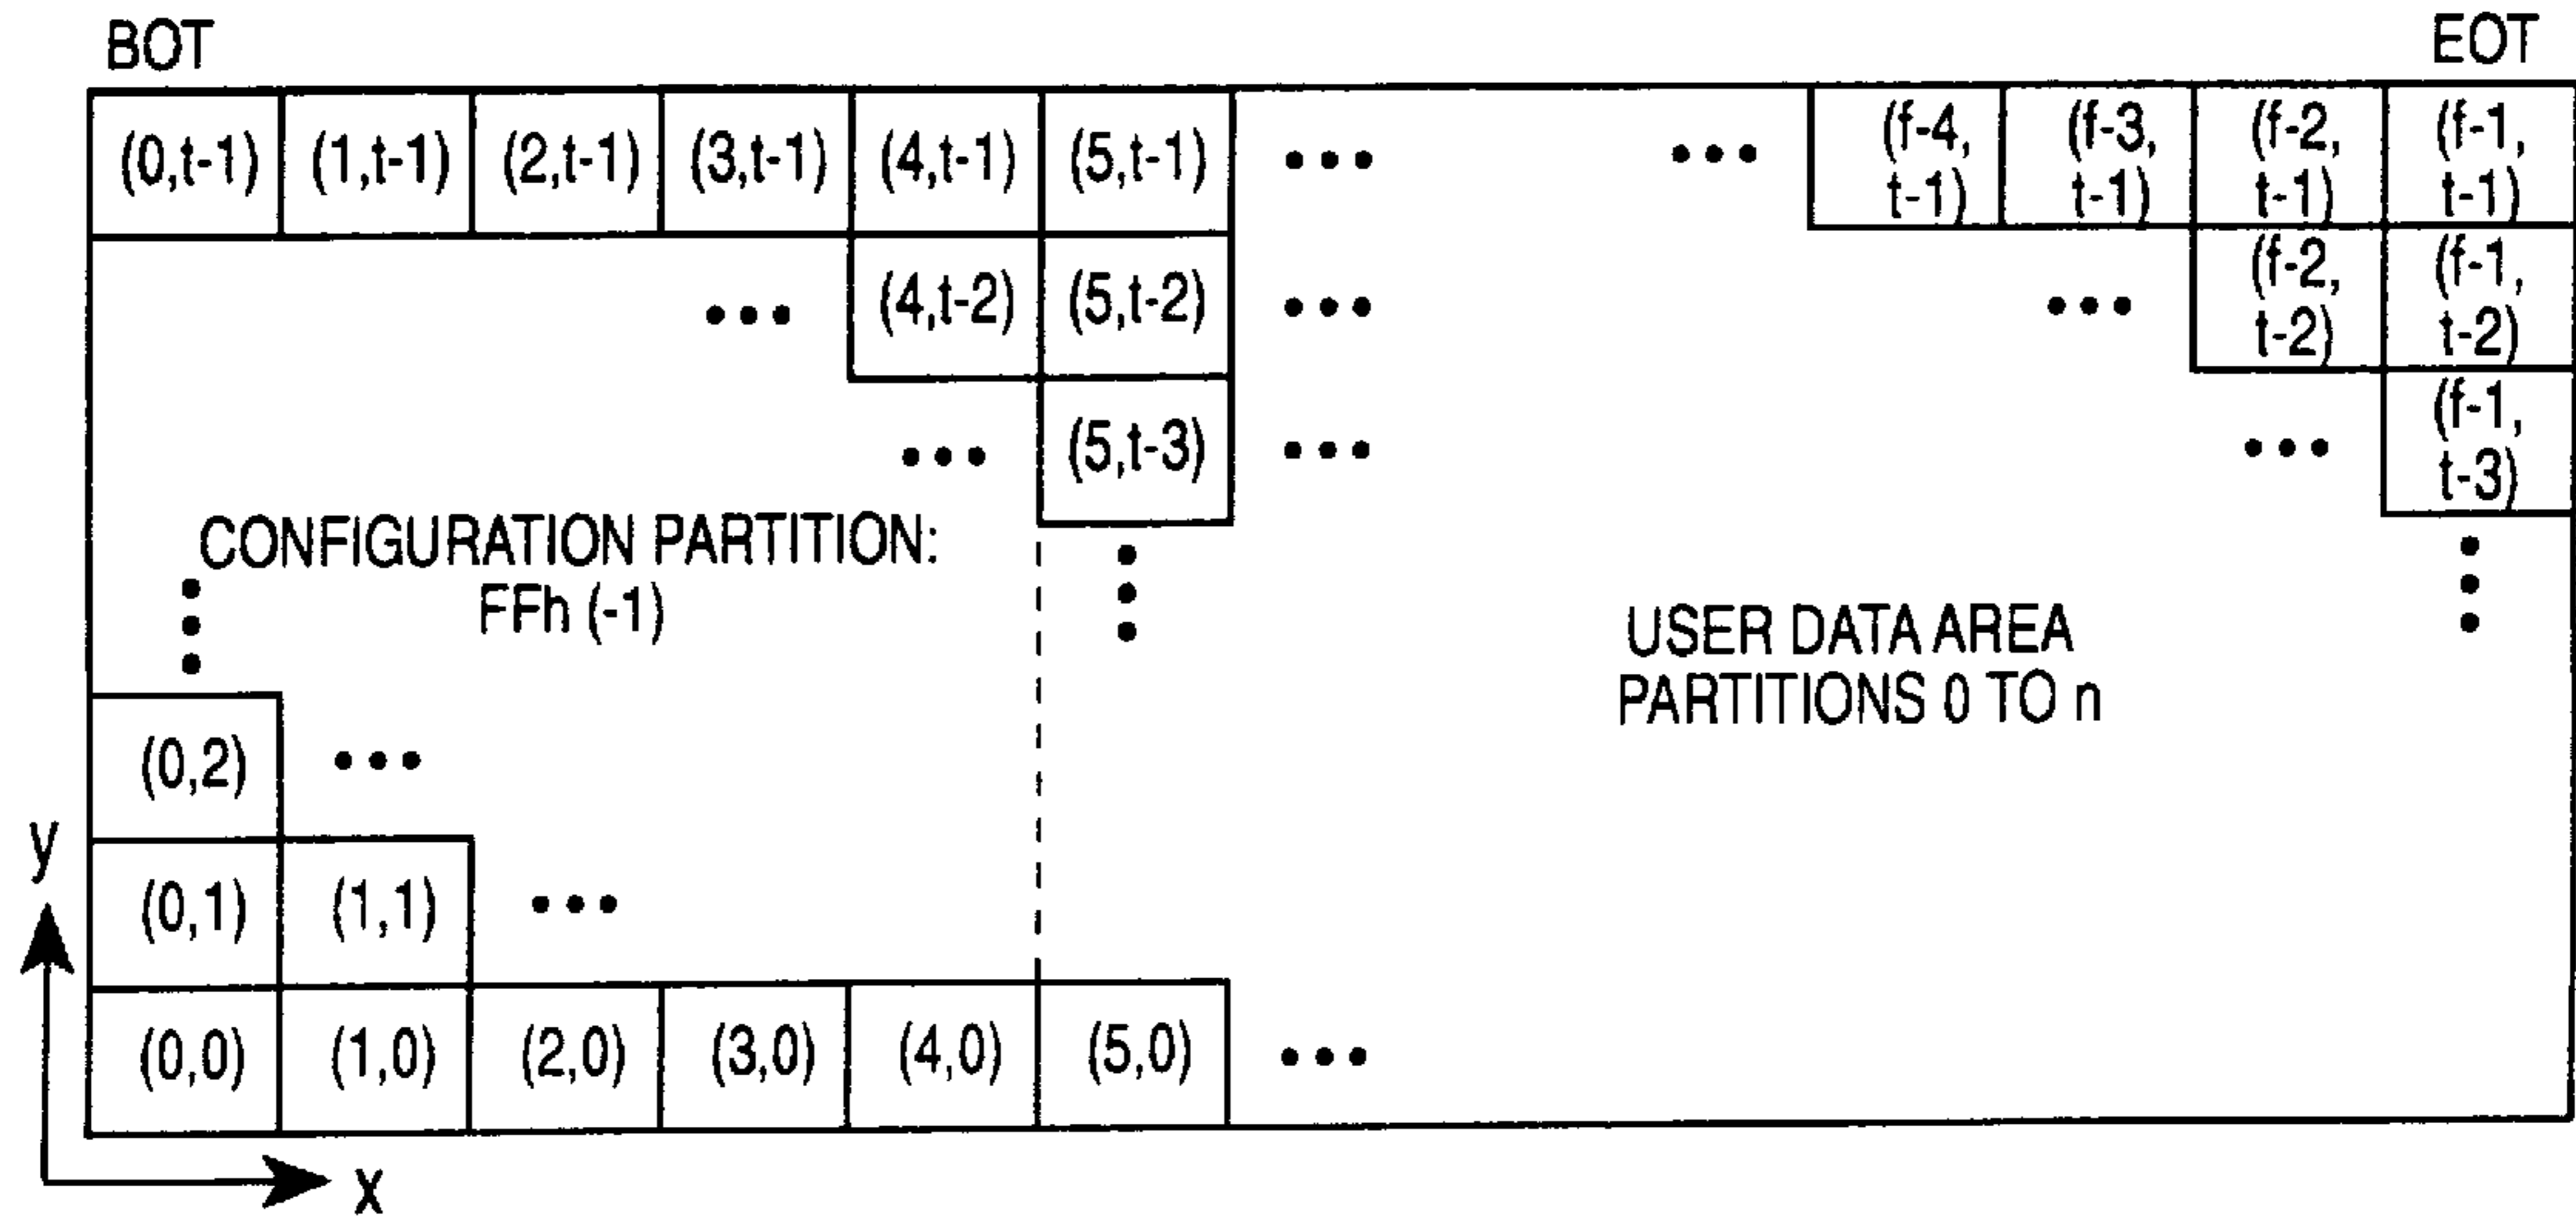 BOT EOT
(0,t-1) (1,t-1) (2,t-1) (3,t-1) (4,t-1) (5,t-1) ••• ••• (f-4, t-1) (f-3, t-1) (f-2, t-1) (f-1, t-1)
••• (4,t-2) (5,t-2) ••• ••• (f-2, t-2) (f-1, t-2)
••• (5,t-3) ••• ••• (f-1, t-3)
CONFIGURATION PARTITION:
FFh (-1)
USER DATA AREA
PARTITIONS 0 TO n
(0,2) •••
y
(0,1) (1,1) •••
(0,0) (1,0) (2,0) (3,0) (4,0) (5,0) •••
x